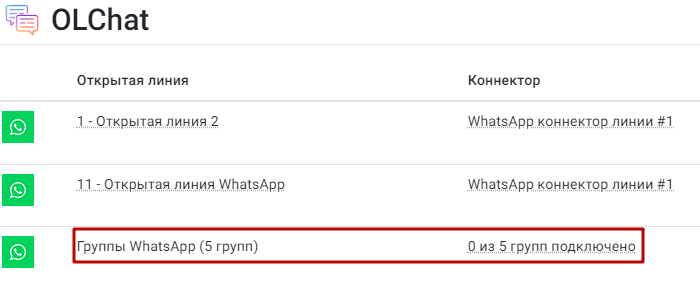 OLChat
Открытая линия Коннектор
1 - Открытая линия 2 WhatsApp коннектор линии #1
11 - Открытая линия WhatsApp WhatsApp коннектор линии #1
Группы WhatsApp (5 групп) 0 из 5 групп подключено